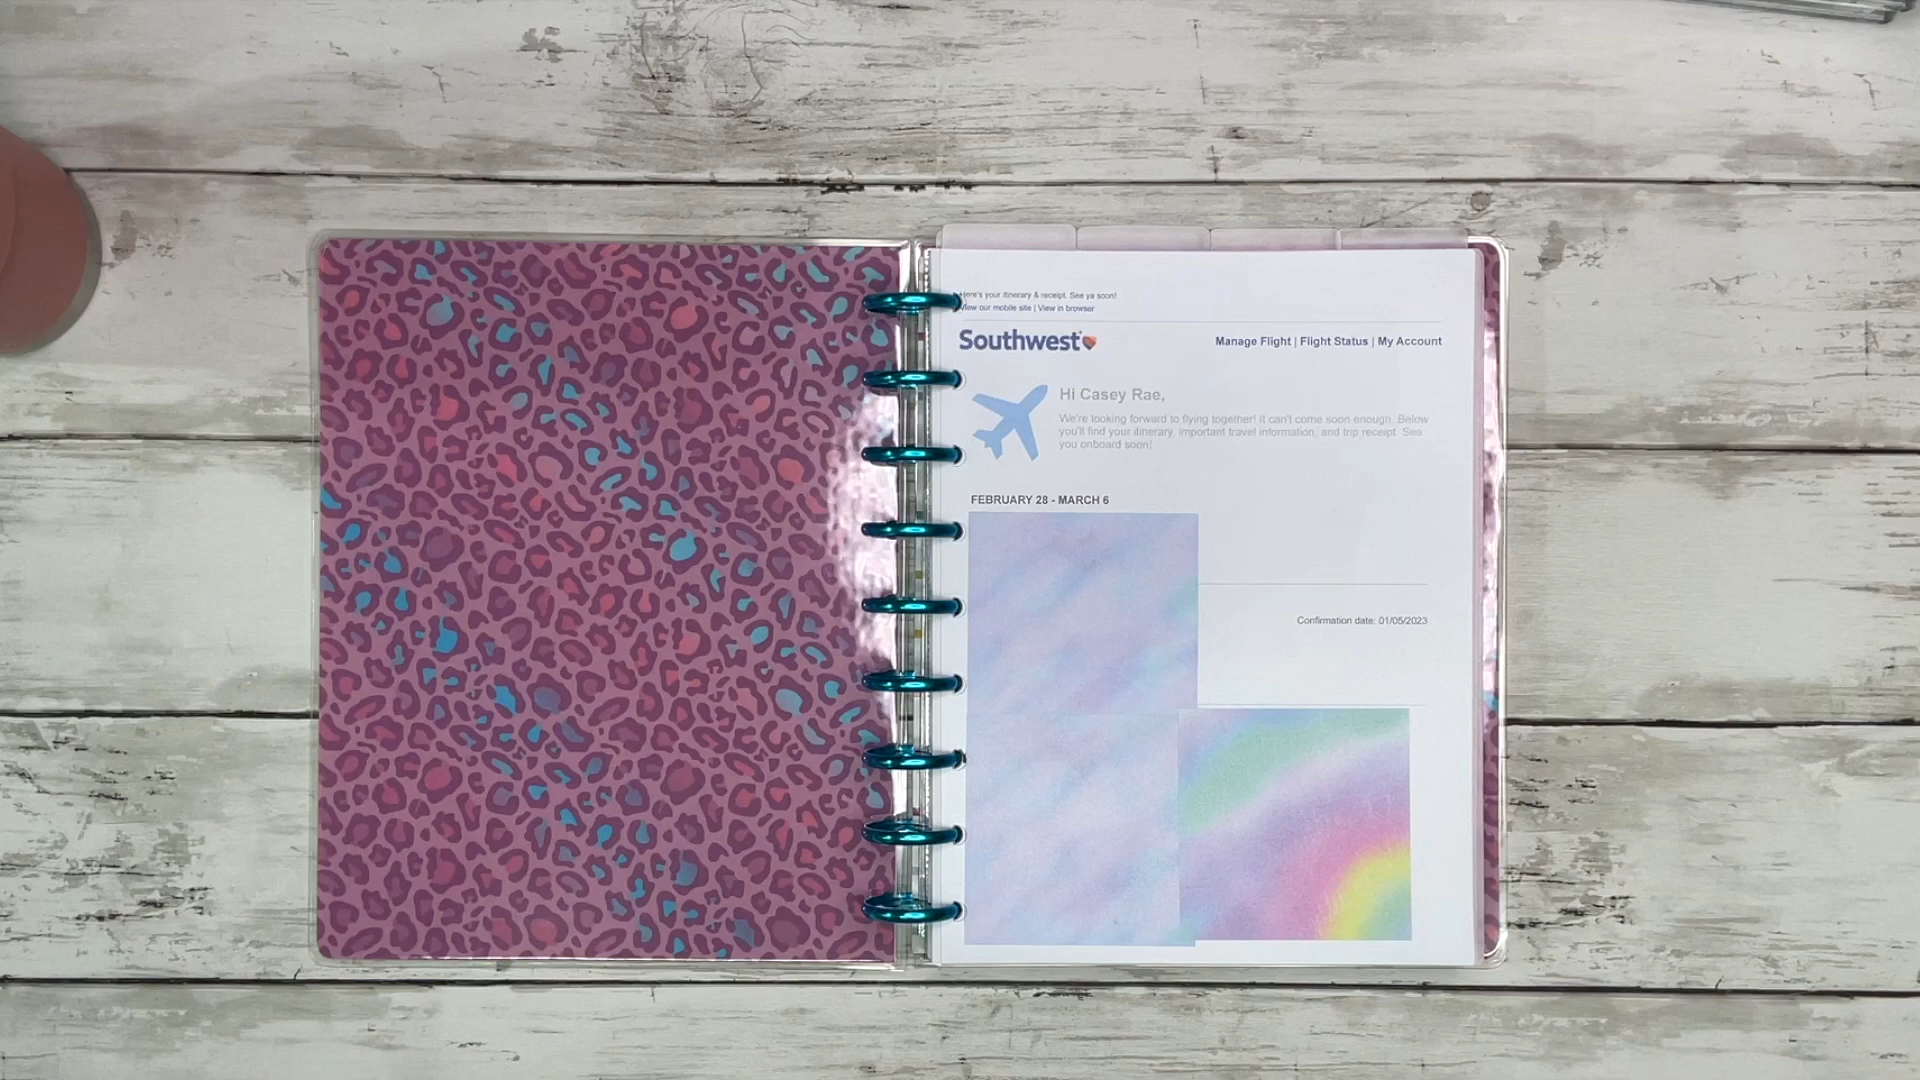 Here's your itinerary & receipt. See ya soon!
View our mobile site | View in browser
Southwest
Manage Flight | Flight Status | My Account
Hi Casey Rae,
We're looking forward to flying together! It can't come soon enough. Below
you'll find your itinerary, important travel information, and trip receipt. See
you onboard soon!
FEBRUARY 28 - MARCH 6
Confirmation date: 01/05/2023